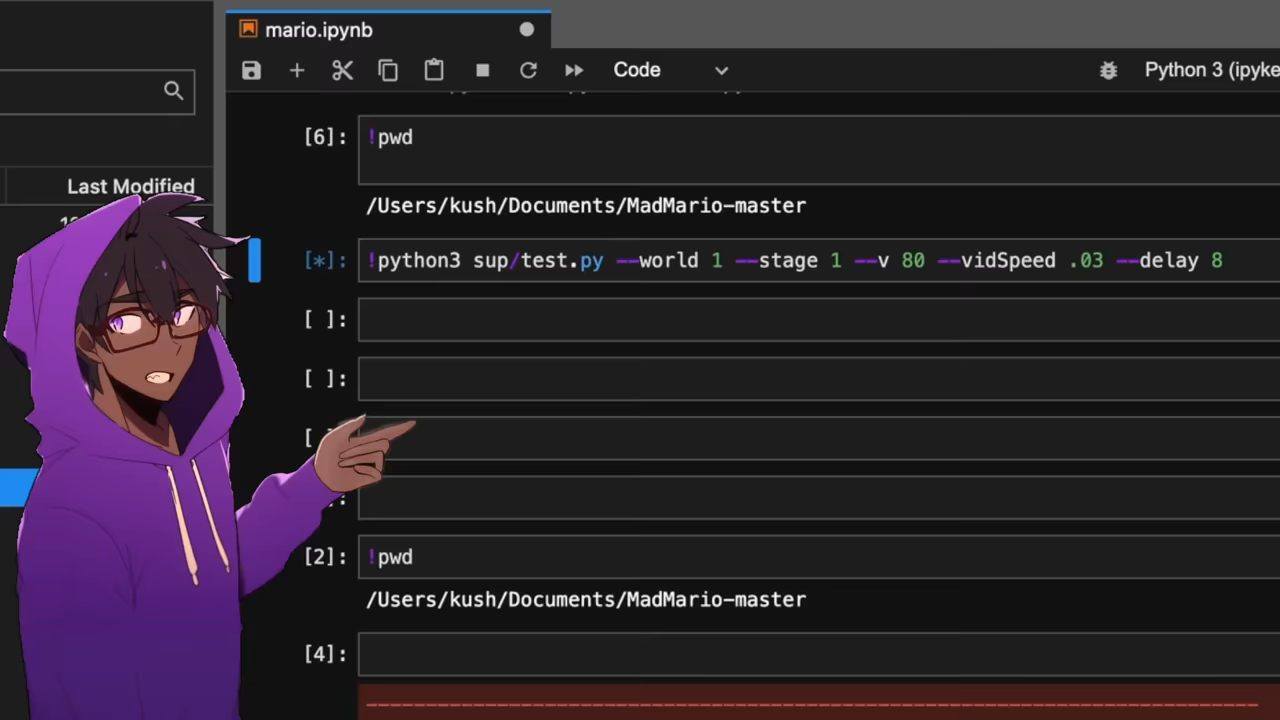 mario.ipynb
Code
Python 3 (ipyke
[6]:
!pwd
Last Modified
/Users/kush/Documents/MadMario-master
[*]:
!python3 sup/test.py --world 1 --stage 1 --v 80 --vidSpeed .03 --delay 8
[ ]:
[ ]:
[
:
[2]:
!pwd
/Users/kush/Documents/MadMario-master
[4]: